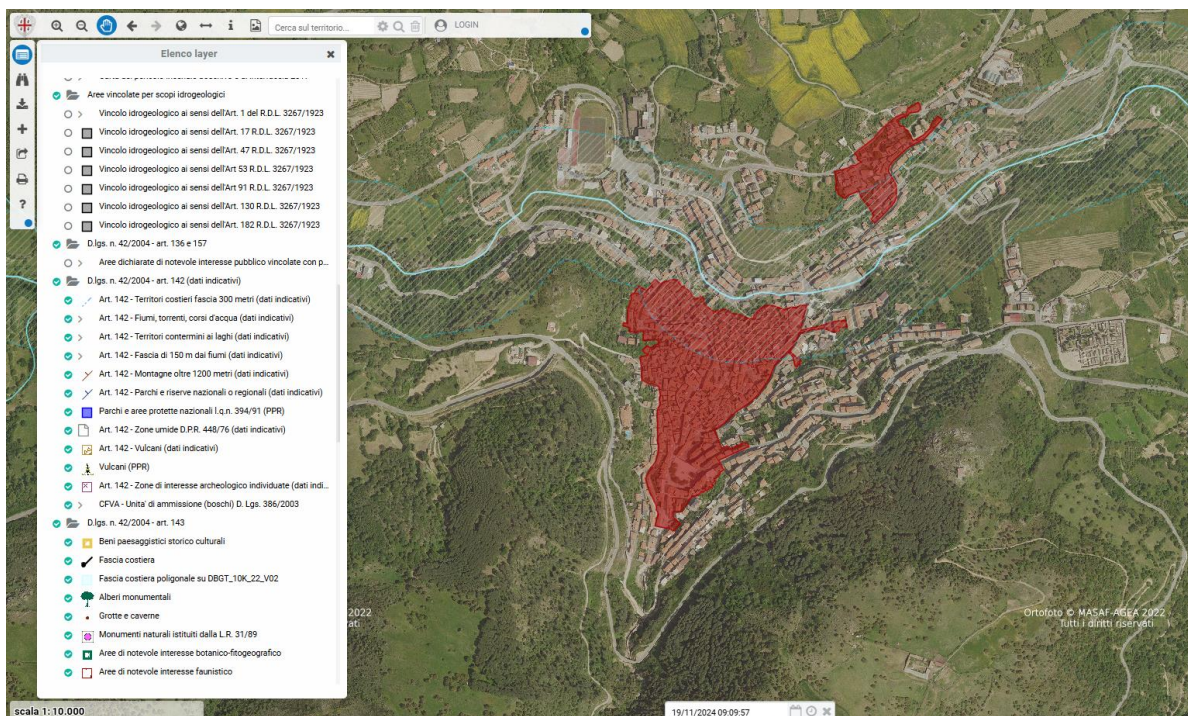 Cerca sul territorio...
LOGIN
Elenco layer
Aree vincolate per scopi idrogeologici
Vincolo idrogeologico ai sensi dell'Art. 1 del R.D.L. 3267/1923
Vincolo idrogeologico ai sensi dell'Art. 17 R.D.L. 3267/1923
Vincolo idrogeologico ai sensi dell'Art. 47 R.D.L. 3267/1923
Vincolo idrogeologico ai sensi dell'Art 53 R.D.L. 3267/1923
Vincolo idrogeologico ai sensi dell'Art 91 R.D.L. 3267/1923
Vincolo idrogeologico ai sensi dell'Art. 130 R.D.L. 3267/1923
Vincolo idrogeologico ai sensi dell'Art. 182 R.D.L. 3267/1923
D.lgs. n. 42/2004 - art. 136 e 157
Aree dichiarate di notevole interesse pubblico vincolate con p...
D.lgs. n. 42/2004 - art. 142 (dati indicativi)
Art. 142 - Territori costieri fascia 300 metri (dati indicativi)
Art. 142 - Fiumi, torrenti, corsi d'acqua (dati indicativi)
Art. 142 - Territori contermini ai laghi (dati indicativi)
Art. 142 - Fascia di 150 m dai fiumi (dati indicativi)
Art. 142 - Montagne oltre 1200 metri (dati indicativi)
Art. 142 - Parchi e riserve nazionali o regionali (dati indicativi)
Parchi e aree protette nazionali l.q.n. 394/91 (PPR)
Art. 142 - Zone umide D.P.R. 448/76 (dati indicativi)
Art. 142 - Vulcani (dati indicativi)
Vulcani (PPR)
Art. 142 - Zone di interesse archeologico individuate (dati indi...
CFVA - Unita' di ammissione (boschi) D. Lgs. 386/2003
D.lgs. n. 42/2004 - art. 143
Beni paesaggistici storico culturali
Fascia costiera
Fascia costiera poligonale su DBGT_10K_22_V02
Alberi monumentali
Grotte e caverne
Monumenti naturali istituiti dalla L.R. 31/89
Aree di notevole interesse botanico-fitogeografico
Aree di notevole interesse faunistico
2022
ati
Ortofoto © MASAF-AGEA 2022
Tutti i diritti riservati
scala 1: 10.000
19/11/2024 09:09:57